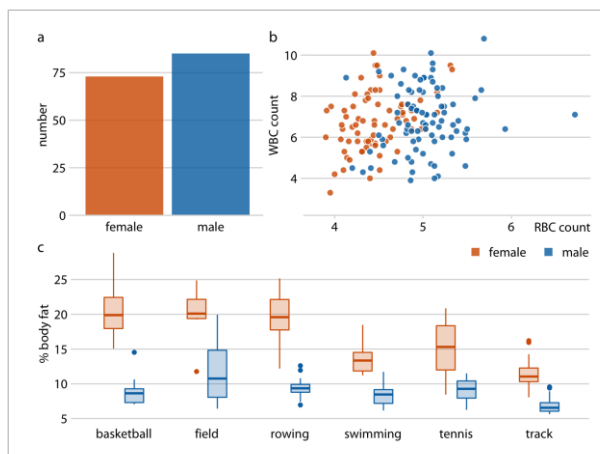 a
b
number
75
50
25
0
female male
WBC count
10
8
6
4
4 5 6 RBC count
female male
c
% body fat
25
20
15
10
5
basketball field rowing swimming tennis track